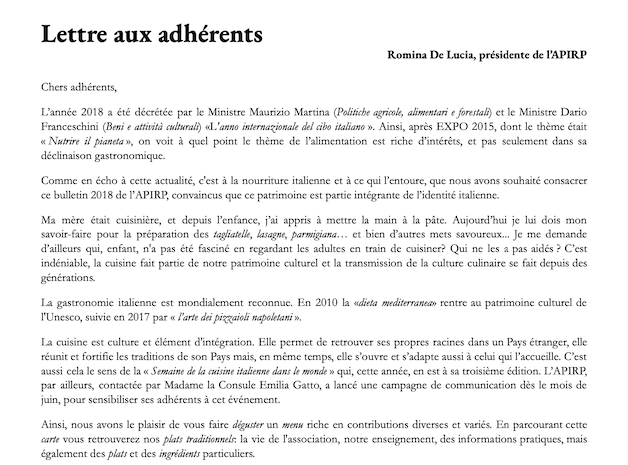 Lettre aux adhérents
Romina De Lucia, présidente de l'APIRP
Chers adhérents,
L'année 2018 a été décrétée par le Ministre Maurizio Martina (Politiche agricole, alimentari e forestali) et le Ministre Dario
Franceschini (Beni e attività culturali) «L'anno internazionale del cibo italiano ». Ainsi, après EXPO 2015, dont le thème était
« Nutrire il pianeta », on voit à quel point le thème de l'alimentation est riche d'intérêts, et pas seulement dans sa
déclinaison gastronomique.
Comme en écho à cette actualité, c'est à la nourriture italienne et à ce qui l'entoure, que nous avons souhaité consacrer
ce bulletin 2018 de l'APIRP, convaincus que ce patrimoine est partie intégrante de l'identité italienne.
Ma mère était cuisinière, et depuis l'enfance, j'ai appris à mettre la main à la pâte. Aujourd'hui je lui dois mon
savoir-faire pour la préparation des tagliatelle, lasagne, parmigiana… et bien d'autres mets savoureux... Je me demande
d'ailleurs qui, enfant, n'a pas été fasciné en regardant les adultes en train de cuisiner? Qui ne les a pas aidés ? C'est
indéniable, la cuisine fait partie de notre patrimoine culturel et la transmission de la culture culinaire se fait depuis des
générations.
La gastronomie italienne est mondialement reconnue. En 2010 la «dieta mediterranea» rentre au patrimoine culturel de
l'Unesco, suivie en 2017 par « l'arte dei pizzaioli napoletani ».
La cuisine est culture et élément d'intégration. Elle permet de retrouver ses propres racines dans un Pays étranger, elle
réunit et fortifie les traditions de son Pays mais, en même temps, elle s'ouvre et s'adapte aussi à celui qui l'accueille. C'est
aussi cela le sens de la « Semaine de la cuisine italienne dans le monde » qui, cette année, en est à sa troisième édition. L'APIRP,
par ailleurs, contactée par Madame la Consule Emilia Gatto, a lancé une campagne de communication dès le mois de
juin, pour sensibiliser ses adhérents à cet événement.
Ainsi, nous avons le plaisir de vous faire déguster un menu riche en contributions diverses et variés. En parcourant cette
carte vous retrouverez nos plats traditionnels: la vie de l'association, notre enseignement, des informations pratiques, mais
également des plats et des ingrédients particuliers.